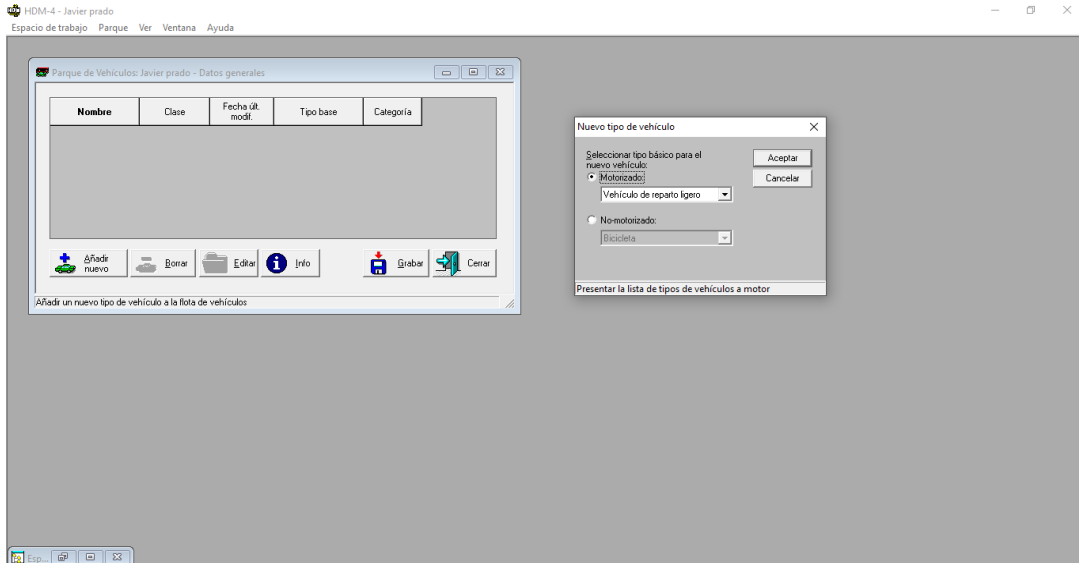 HDM-4 - Javier prado
Espacio de trabajo Parque Ver Ventana Ayuda
Parque de Vehículos: Javier prado - Datos generales
Nombre Clase Fecha últ. modif. Tipo base Categoría
Añadir nuevo Borrar Editar Info Grabar Cerrar
Añadir un nuevo tipo de vehículo a la flota de vehículos
Nuevo tipo de vehículo
Seleccionar tipo básico para el
nuevo vehículo:
Aceptar
Motorizado:
Cancelar
Vehículo de reparto ligero
No-motorizado:
Bicicleta
Presentar la lista de tipos de vehículos a motor
Esp...